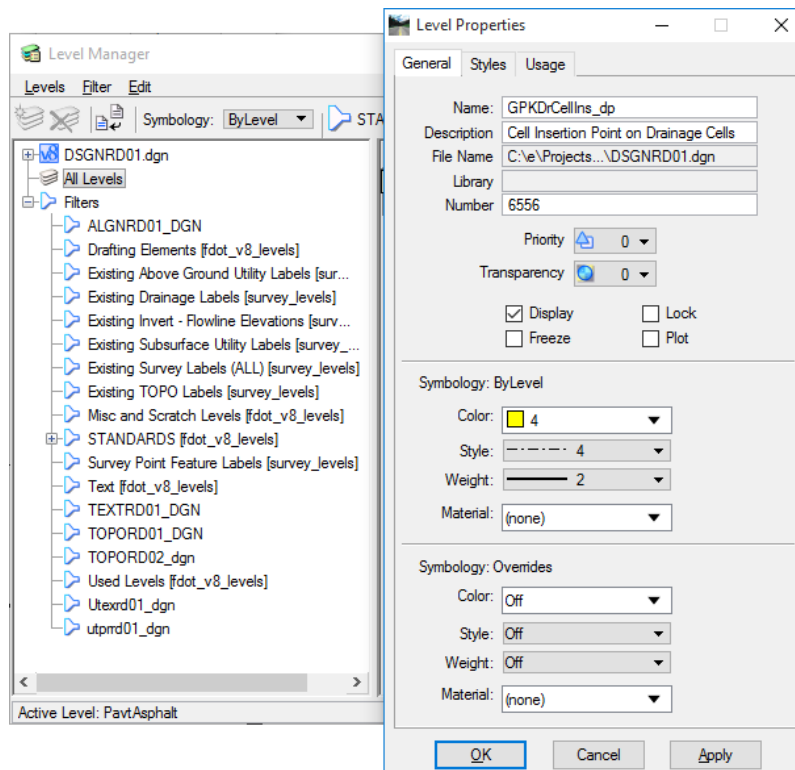 Level Manager
Levels Filter Edit
Symbology: ByLevel STA
v8 DSGNRD01.dgn
All Levels
Filters
ALGNRD01_DGN
Drafting Elements [fdot_v8_levels]
Existing Above Ground Utility Labels [sur...
Existing Drainage Labels [survey_levels]
Existing Invert - Flowline Elevations [surv...
Existing Subsurface Utility Labels [survey_...
Existing Survey Labels (ALL) [survey_levels]
Existing TOPO Labels [survey_levels]
Misc and Scratch Levels [fdot_v8_levels]
STANDARDS [fdot_v8_levels]
Survey Point Feature Labels [survey_levels]
Text [fdot_v8_levels]
TEXTRD01_DGN
TOPORD01_DGN
TOPORD02_dgn
Used Levels [fdot_v8_levels]
Utexrd01_dgn
utprrd01_dgn
Active Level: PavtAsphalt
Level Properties
General Styles Usage
Name: GPKDrCellIns_dp
Description Cell Insertion Point on Drainage Cells
File Name C:\e\Projects...\DSGNRD01.dgn
Library
Number 6556
Priority 0
Transparency 0
Display Lock
Freeze Plot
Symbology: ByLevel
Color: 4
Style: 4
Weight: 2
Material: (none)
Symbology: Overrides
Color: Off
Style: Off
Weight: Off
Material: (none)
OK Cancel Apply